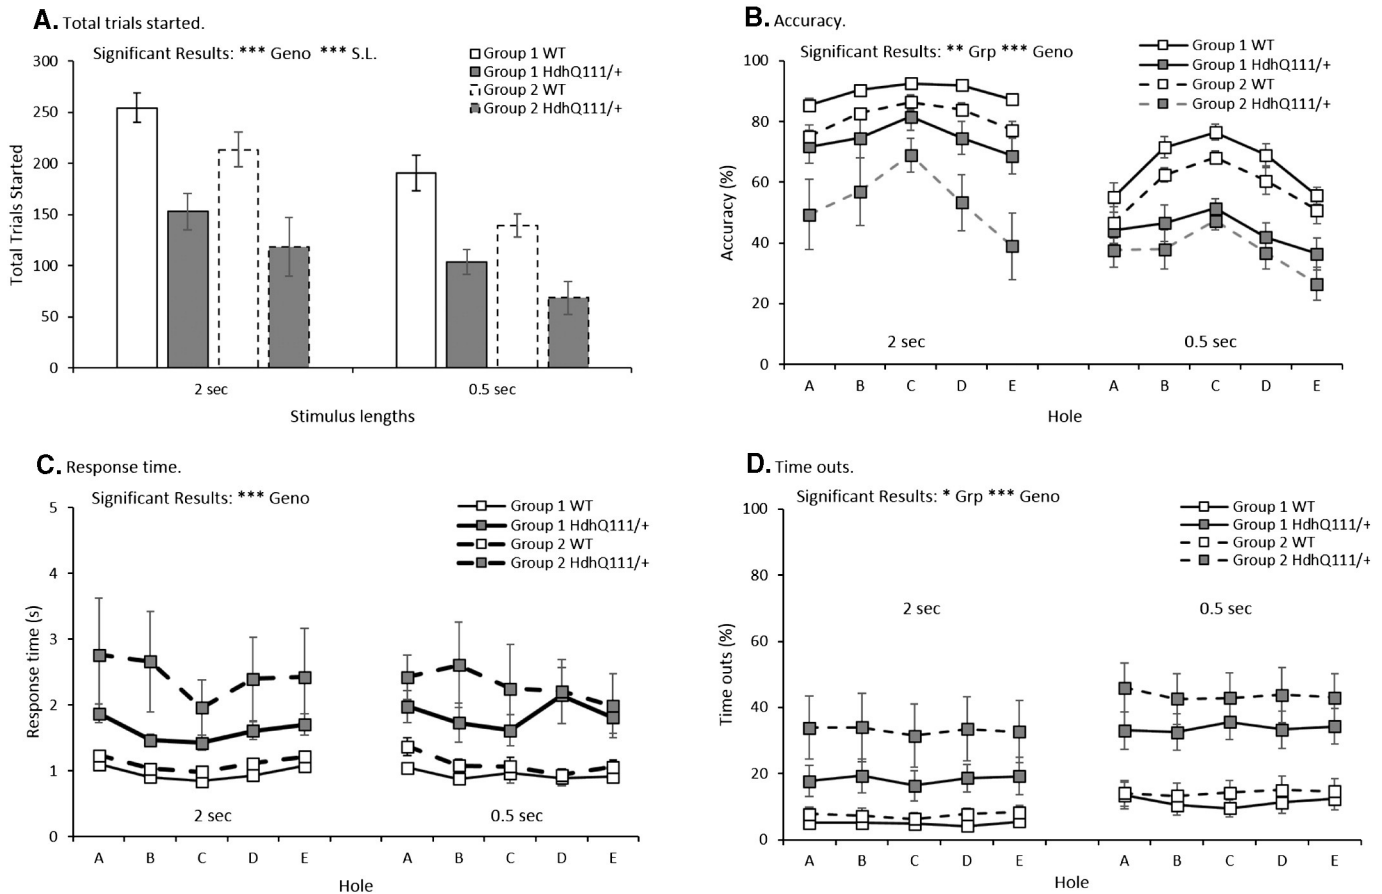 A. Total trials started.
Significant Results: *** Geno *** S.L.
Group 1 WT
Group 1 HdhQ111/+
Group 2 WT
Group 2 HdhQ111/+
Total Trials Started
300
250
200
150
100
50
0
2 sec 0.5 sec
Stimulus lengths
B. Accuracy.
Significant Results: ** Grp *** Geno
Group 1 WT
Group 1 HdhQ111/+
Group 2 WT
Group 2 HdhQ111/+
Accuracy (%)
100
80
60
40
20
0
2 sec 0.5 sec
A B C D E A B C D E
Hole
C. Response time.
Significant Results: *** Geno
Group 1 WT
Group 1 HdhQ111/+
Group 2 WT
Group 2 HdhQ111/+
Response time (s)
5
4
3
2
1
0
2 sec 0.5 sec
A B C D E A B C D E
Hole
D. Time outs.
Significant Results: * Grp *** Geno
Group 1 WT
Group 1 HdhQ111/+
Group 2 WT
Group 2 HdhQ111/+
Time outs (%)
100
80
60
40
20
0
2 sec 0.5 sec
A B C D E A B C D E
Hole